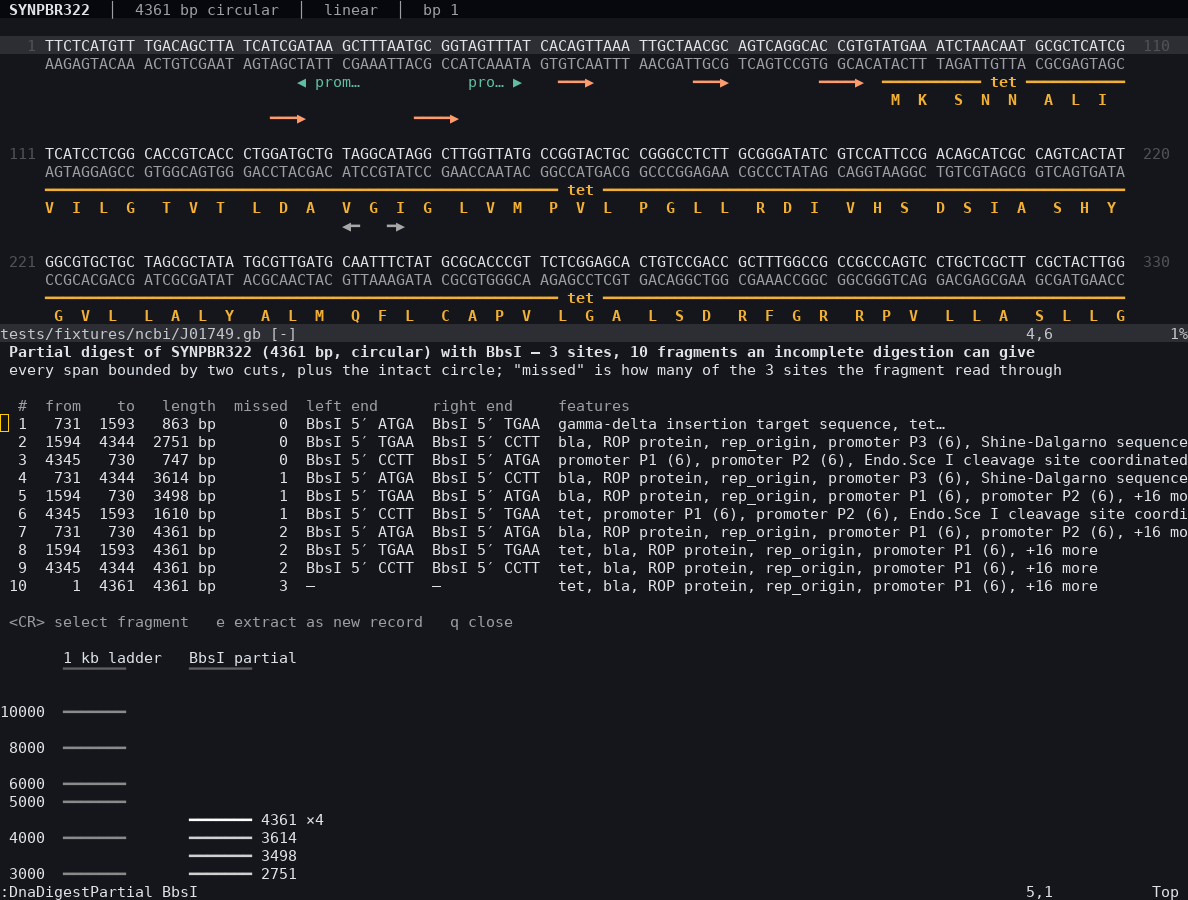 SYNPBR322 │ 4361 bp circular │ linear │ bp 1
1 TTCTCATGTT TGACAGCTTA TCATCGATAA GCTTTAATGC GGTAGTTTAT CACAGTTAAA TTGCTAACGC AGTCAGGCAC CGTGTATGAA ATCTAACAAT GCGCTCATCG 110
AAGAGTACAA ACTGTCGAAT AGTAGCTATT CGAAATTACG CCATCAAATA GTGTCAATTT AACGATTGCG TCAGTCCGTG GCACATACTT TAGATTGTTA CGCGAGTAGC
prom… pro… tet
M K S N N A L I
111 TCATCCTCGG CACCGTCACC CTGGATGCTG TAGGCATAGG CTTGGTTATG CCGGTACTGC CGGGCCTCTT GCGGGATATC GTCCATTCCG ACAGCATCGC CAGTCACTAT 220
AGTAGGAGCC GTGGCAGTGG GACCTACGAC ATCCGTATCC GAACCAATAC GGCCATGACG GCCCGGAGAA CGCCCTATAG CAGGTAAGGC TGTCGTAGCG GTCAGTGATA
tet
V I L G T V T L D A V G I G L V M P V L P G L L R D I V H S D S I A S H Y
221 GGCGTGCTGC TAGCGCTATA TGCGTTGATG CAATTTCTAT GCGCACCCGT TCTCGGAGCA CTGTCCGACC GCTTTGGCCG CCGCCCAGTC CTGCTCGCTT CGCTACTTGG 330
CCGCACGACG ATCGCGATAT ACGCAACTAC GTTAAAGATA CGCGTGGGCA AGAGCCTCGT GACAGGCTGG CGAAACCGGC GGCGGGTCAG GACGAGCGAA GCGATGAACC
tet
G V L L A L Y A L M Q F L C A P V L G A L S D R F G R R P V L L A S L L G
tests/fixtures/ncbi/J01749.gb [-] 4,6 1%
Partial digest of SYNPBR322 (4361 bp, circular) with BbsI — 3 sites, 10 fragments an incomplete digestion can give
every span bounded by two cuts, plus the intact circle; "missed" is how many of the 3 sites the fragment read through
# from to length missed left end right end features
1 731 1593 863 bp 0 BbsI 5′ ATGA BbsI 5′ TGAA gamma-delta insertion target sequence, tet…
2 1594 4344 2751 bp 0 BbsI 5′ TGAA BbsI 5′ CCTT bla, ROP protein, rep_origin, promoter P3 (6), Shine-Dalgarno sequence
3 4345 730 747 bp 0 BbsI 5′ CCTT BbsI 5′ ATGA promoter P1 (6), promoter P2 (6), Endo.Sce I cleavage site coordinated
4 731 4344 3614 bp 1 BbsI 5′ ATGA BbsI 5′ CCTT bla, ROP protein, rep_origin, promoter P3 (6), Shine-Dalgarno sequence
5 1594 730 3498 bp 1 BbsI 5′ TGAA BbsI 5′ ATGA bla, ROP protein, rep_origin, promoter P1 (6), promoter P2 (6), +16 mo
6 4345 1593 1610 bp 1 BbsI 5′ CCTT BbsI 5′ TGAA tet, promoter P1 (6), promoter P2 (6), Endo.Sce I cleavage site coordi
7 731 730 4361 bp 2 BbsI 5′ ATGA BbsI 5′ ATGA bla, ROP protein, rep_origin, promoter P1 (6), promoter P2 (6), +16 mo
8 1594 1593 4361 bp 2 BbsI 5′ TGAA BbsI 5′ TGAA tet, bla, ROP protein, rep_origin, promoter P1 (6), +16 more
9 4345 4344 4361 bp 2 BbsI 5′ CCTT BbsI 5′ CCTT tet, bla, ROP protein, rep_origin, promoter P1 (6), +16 more
10 1 4361 4361 bp 3 — — tet, bla, ROP protein, rep_origin, promoter P1 (6), +16 more
<CR> select fragment e extract as new record q close
1 kb ladder BbsI partial
10000
8000
6000
5000
4361 ×4
4000 3614
3498
3000 2751
:DnaDigestPartial BbsI 5,1 Top